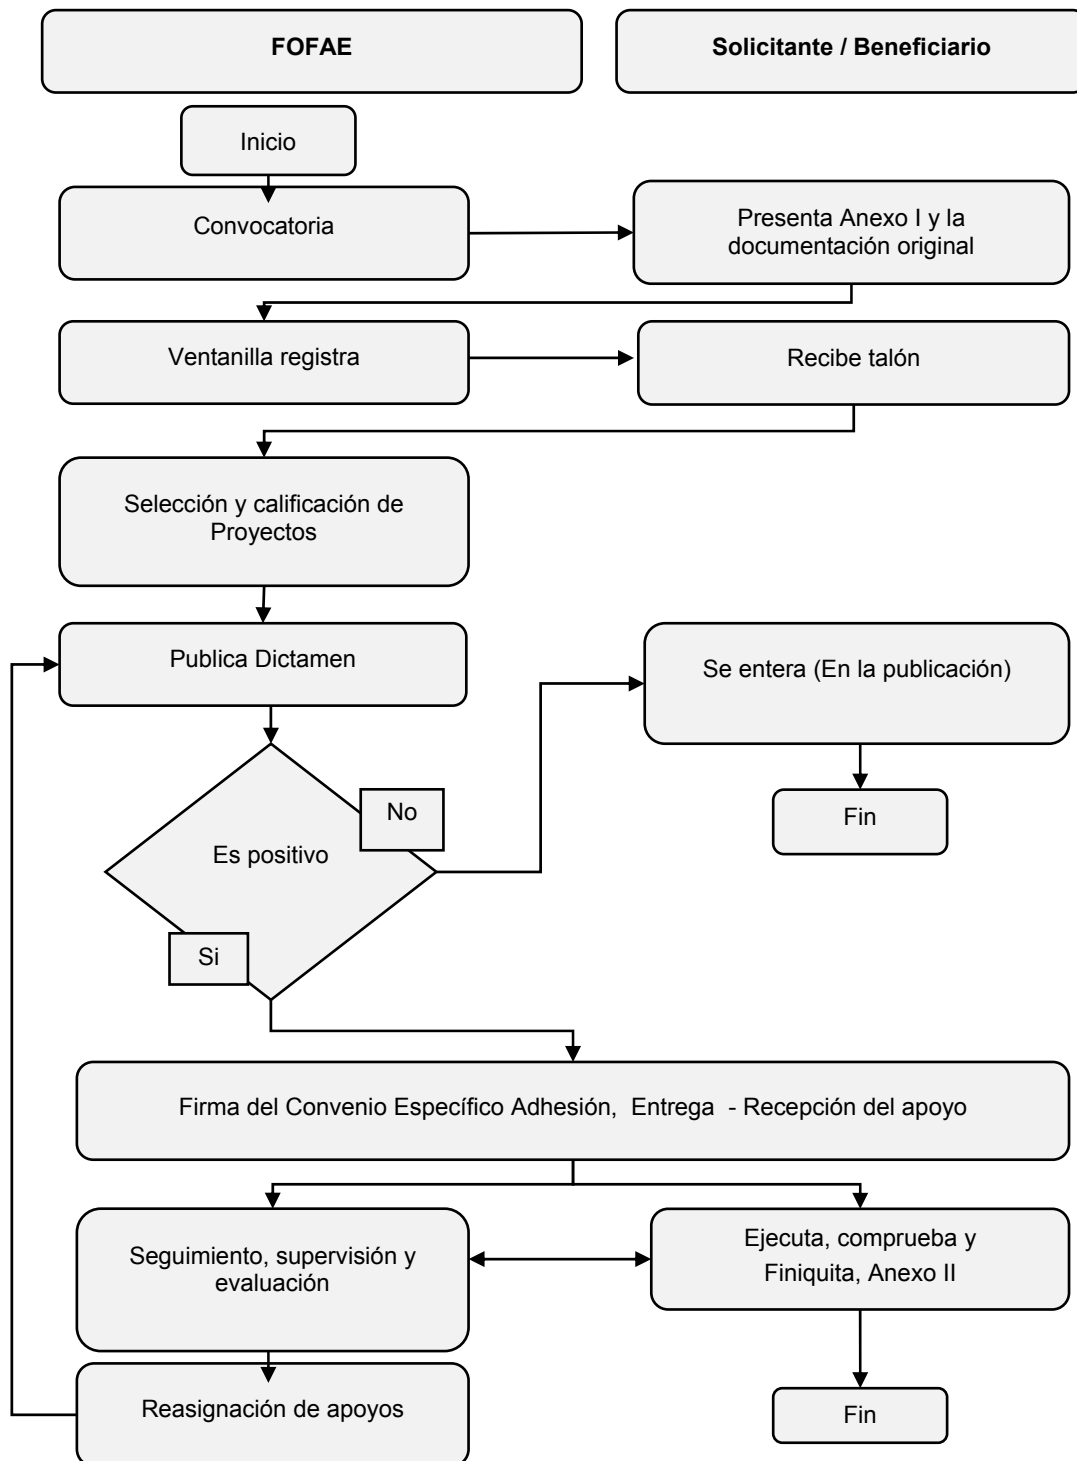 FOFAE
Solicitante / Beneficiario
Inicio
Convocatoria
Presenta Anexo I y la
documentación original
Ventanilla registra
Recibe talón
Selección y calificación de
Proyectos
Publica Dictamen
Se entera (En la publicación)
No
Fin
Es positivo
Si
Firma del Convenio Específico Adhesión, Entrega - Recepción del apoyo
Seguimiento, supervisión y
evaluación
Ejecuta, comprueba y
Finiquita, Anexo II
Reasignación de apoyos
Fin